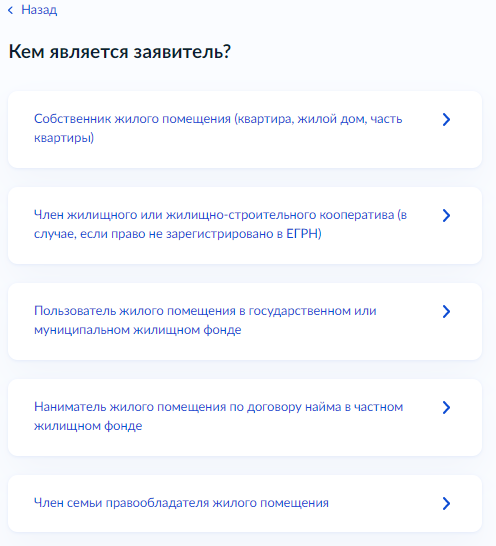 Назад
Кем является заявитель?
Собственник жилого помещения (квартира, жилой дом, часть
квартиры)
Член жилищного или жилищно-строительного кооператива (в
случае, если право не зарегистрировано в ЕГРН)
Пользователь жилого помещения в государственном или
муниципальном жилищном фонде
Наниматель жилого помещения по договору найма в частном
жилищном фонде
Член семьи правообладателя жилого помещения